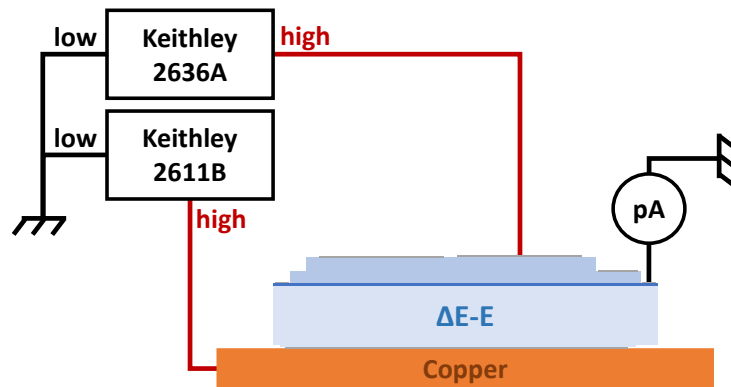 low
Keithley
2636A
high
low
Keithley
2611B
high
pA
ΔE-E
Copper